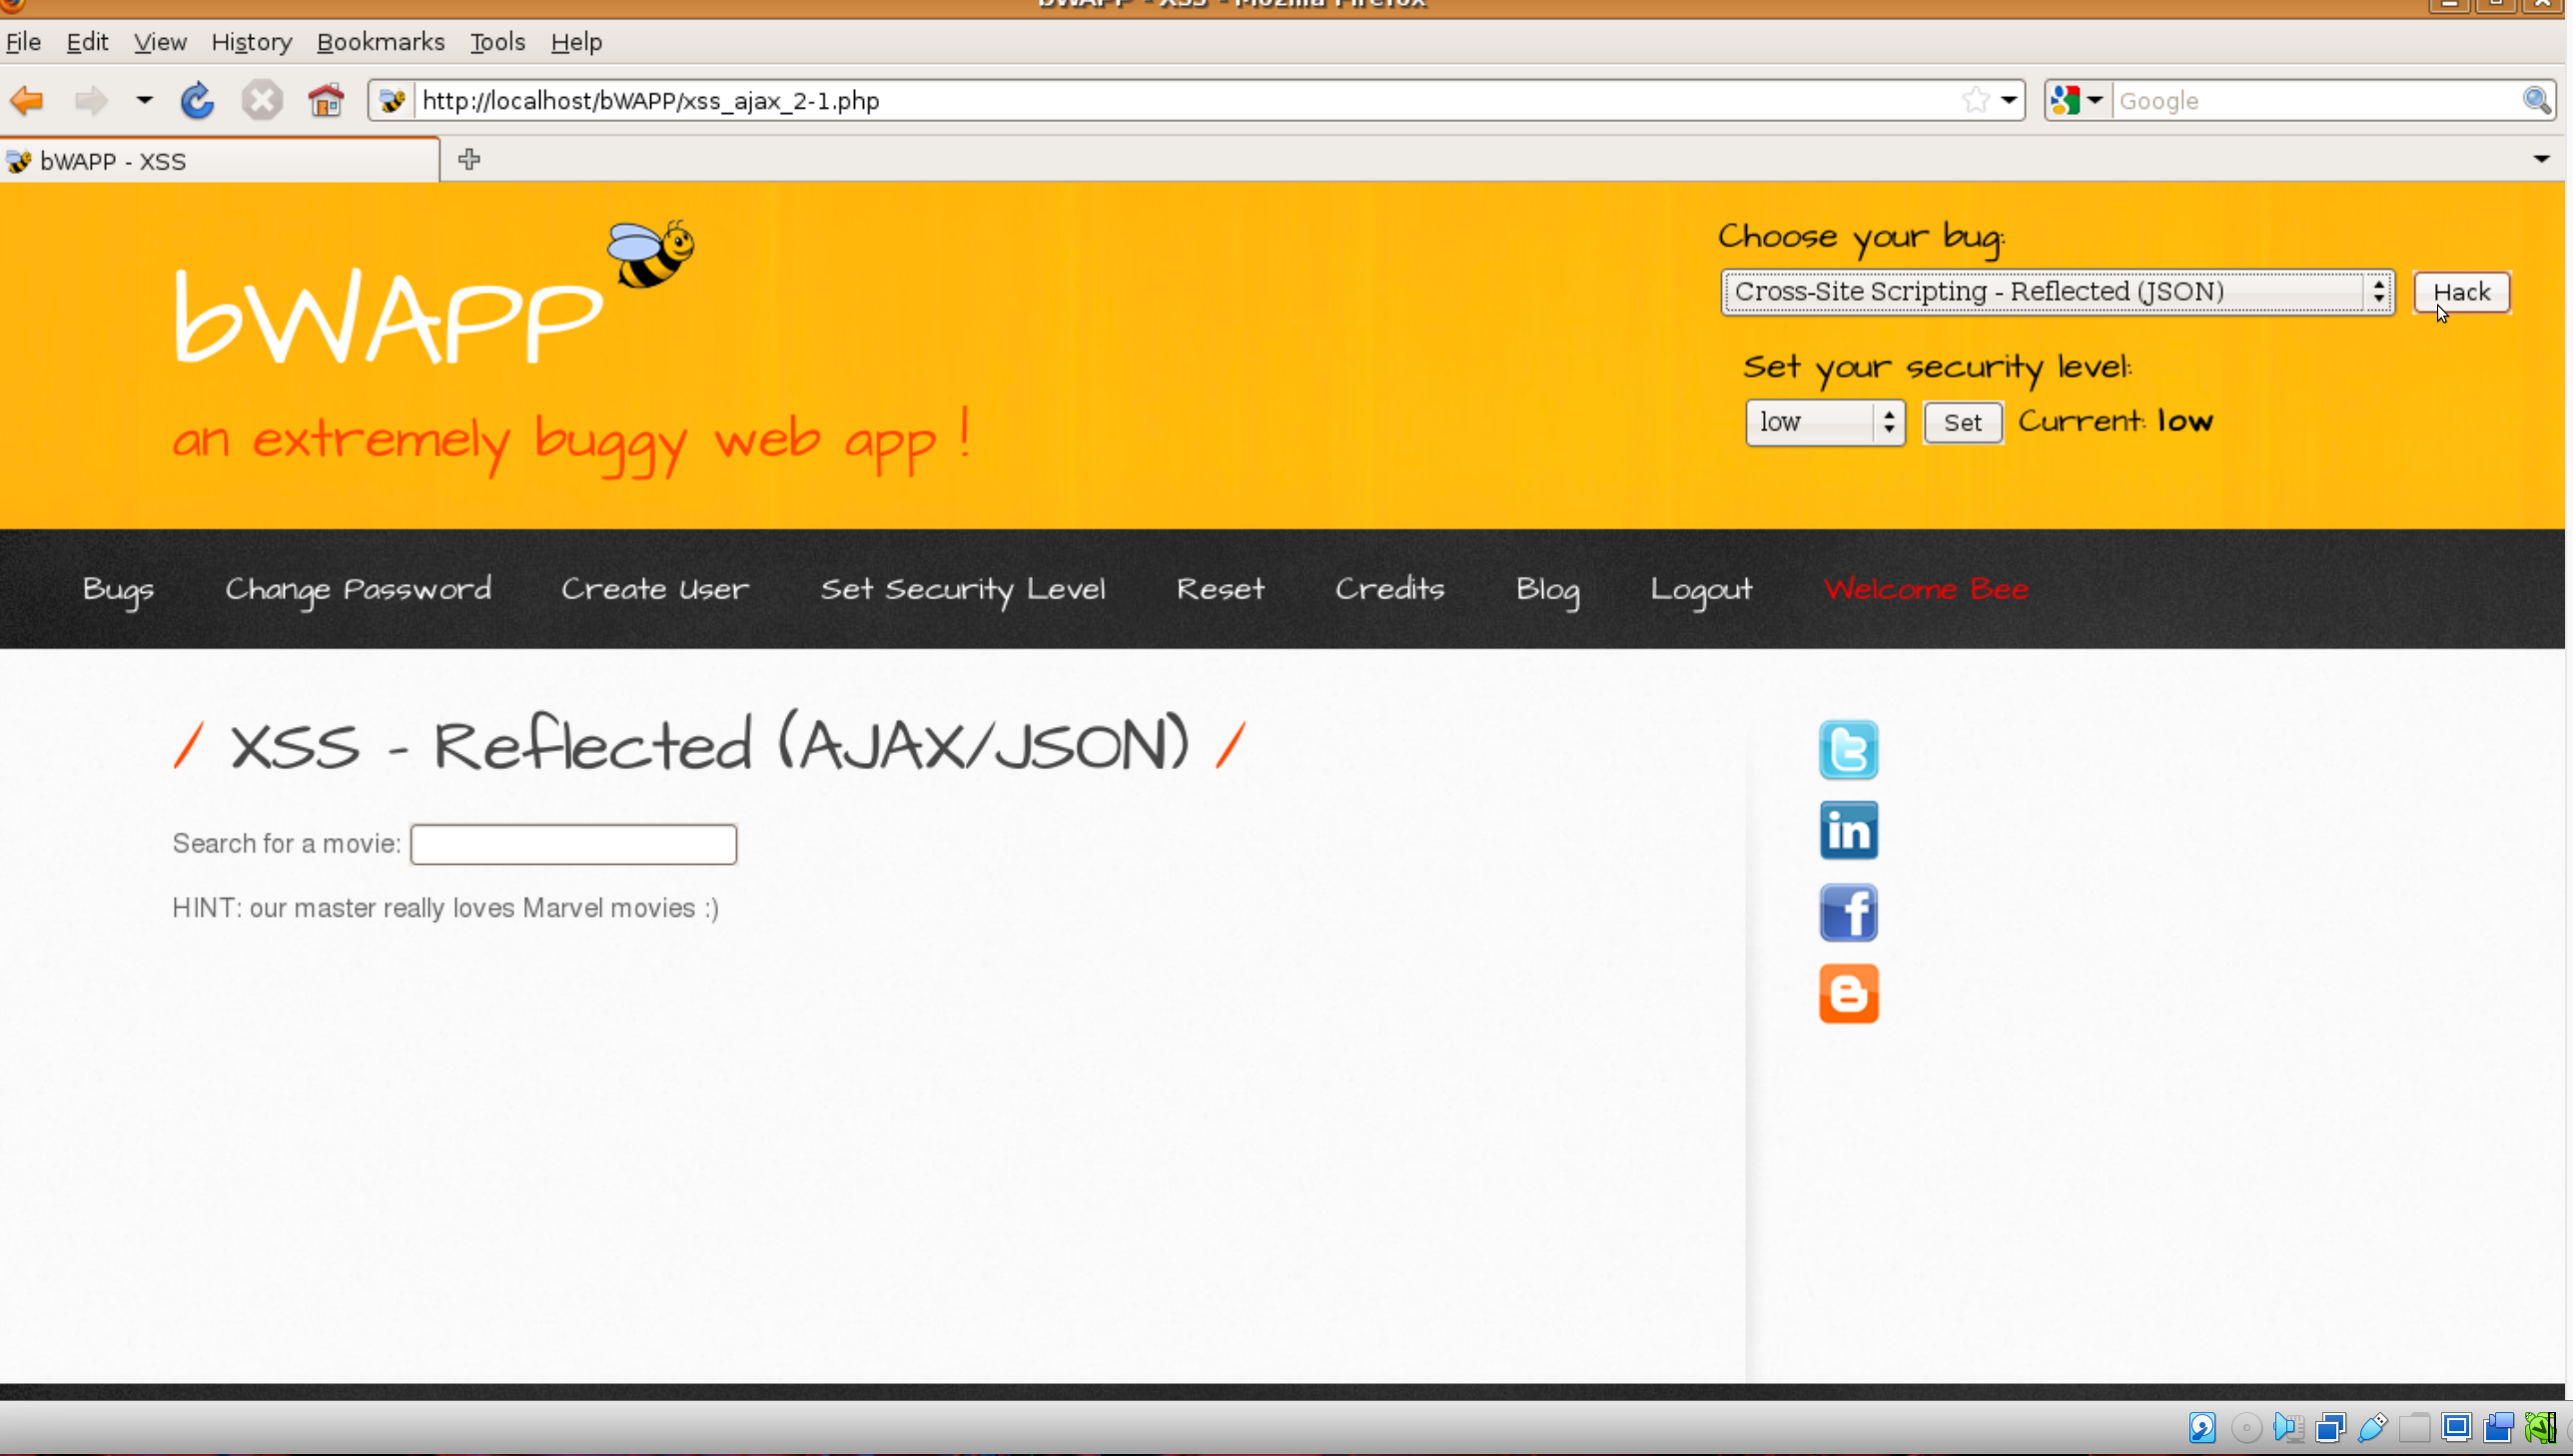 bWAPP - XSS - Mozilla Firefox
File Edit View History Bookmarks Tools Help
http://localhost/bWAPP/xss_ajax_2-1.php
Google
bWAPP - XSS
bWAPP
an extremely buggy web app !
Choose your bug:
Cross-Site Scripting - Reflected (JSON) Hack
Set your security level:
low Set Current: low
Bugs Change Password Create User Set Security Level Reset Credits Blog Logout Welcome Bee
/ XSS - Reflected (AJAX/JSON) /
Search for a movie:
HINT: our master really loves Marvel movies :)